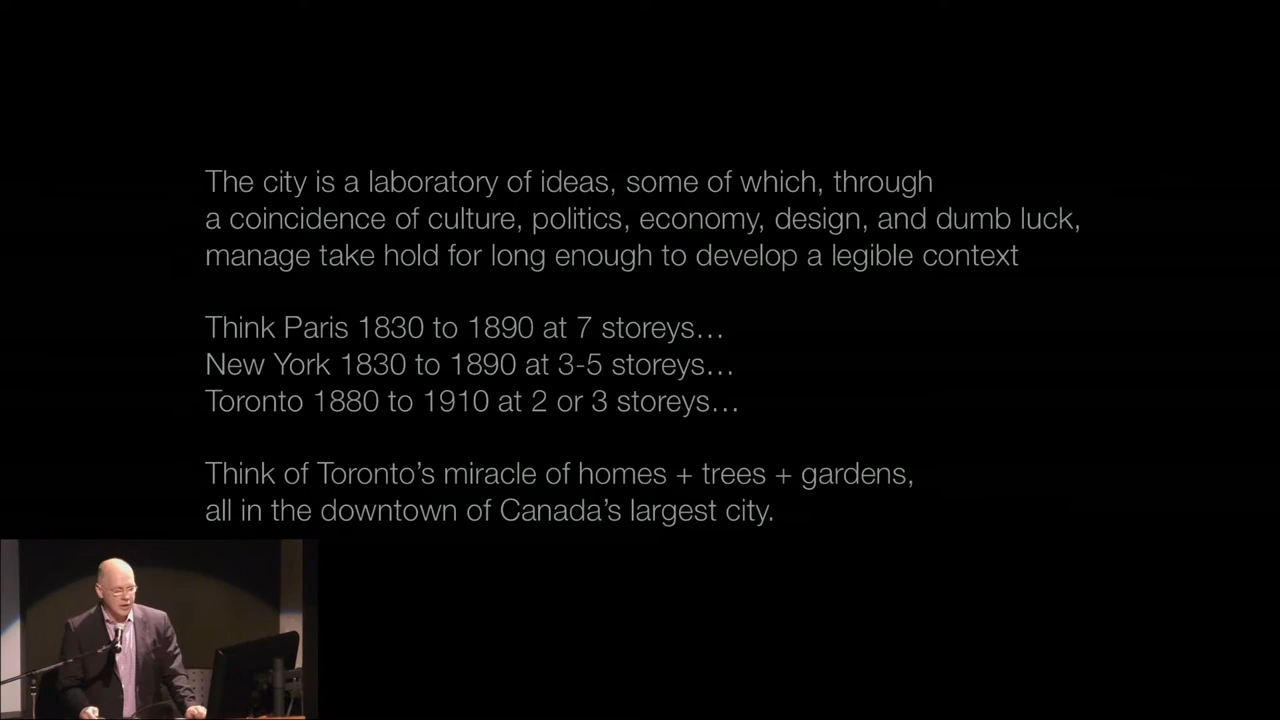 The city is a laboratory of ideas, some of which, through
a coincidence of culture, politics, economy, design, and dumb luck,
manage take hold for long enough to develop a legible context
Think Paris 1830 to 1890 at 7 storeys…
New York 1830 to 1890 at 3-5 storeys…
Toronto 1880 to 1910 at 2 or 3 storeys…
Think of Toronto’s miracle of homes + trees + gardens,
all in the downtown of Canada’s largest city.